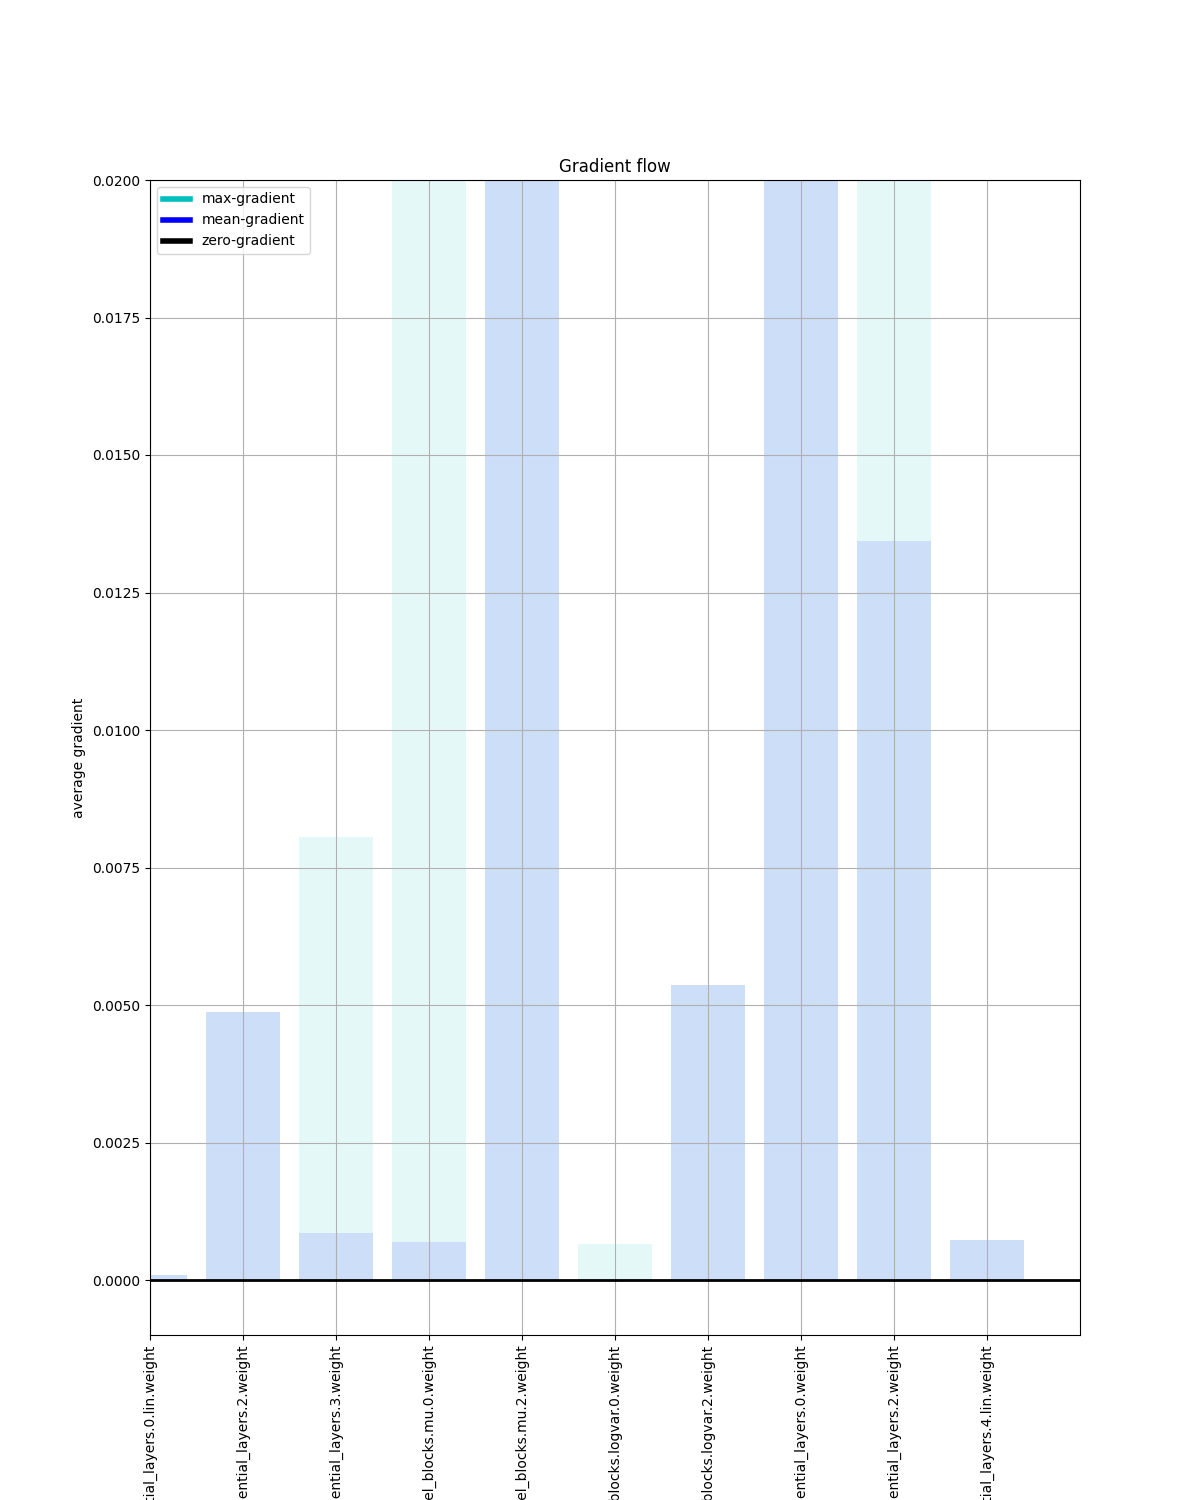 Gradient flow
max-gradient
mean-gradient
zero-gradient
0.0200
0.0175
0.0150
0.0125
0.0100
0.0075
0.0050
0.0025
0.0000
average gradient
tial_layers.0.lin.weight
ential_layers.2.weight
ential_layers.3.weight
el_blocks.mu.0.weight
el_blocks.mu.2.weight
blocks.logvar.0.weight
blocks.logvar.2.weight
ential_layers.0.weight
ential_layers.2.weight
tial_layers.4.lin.weight